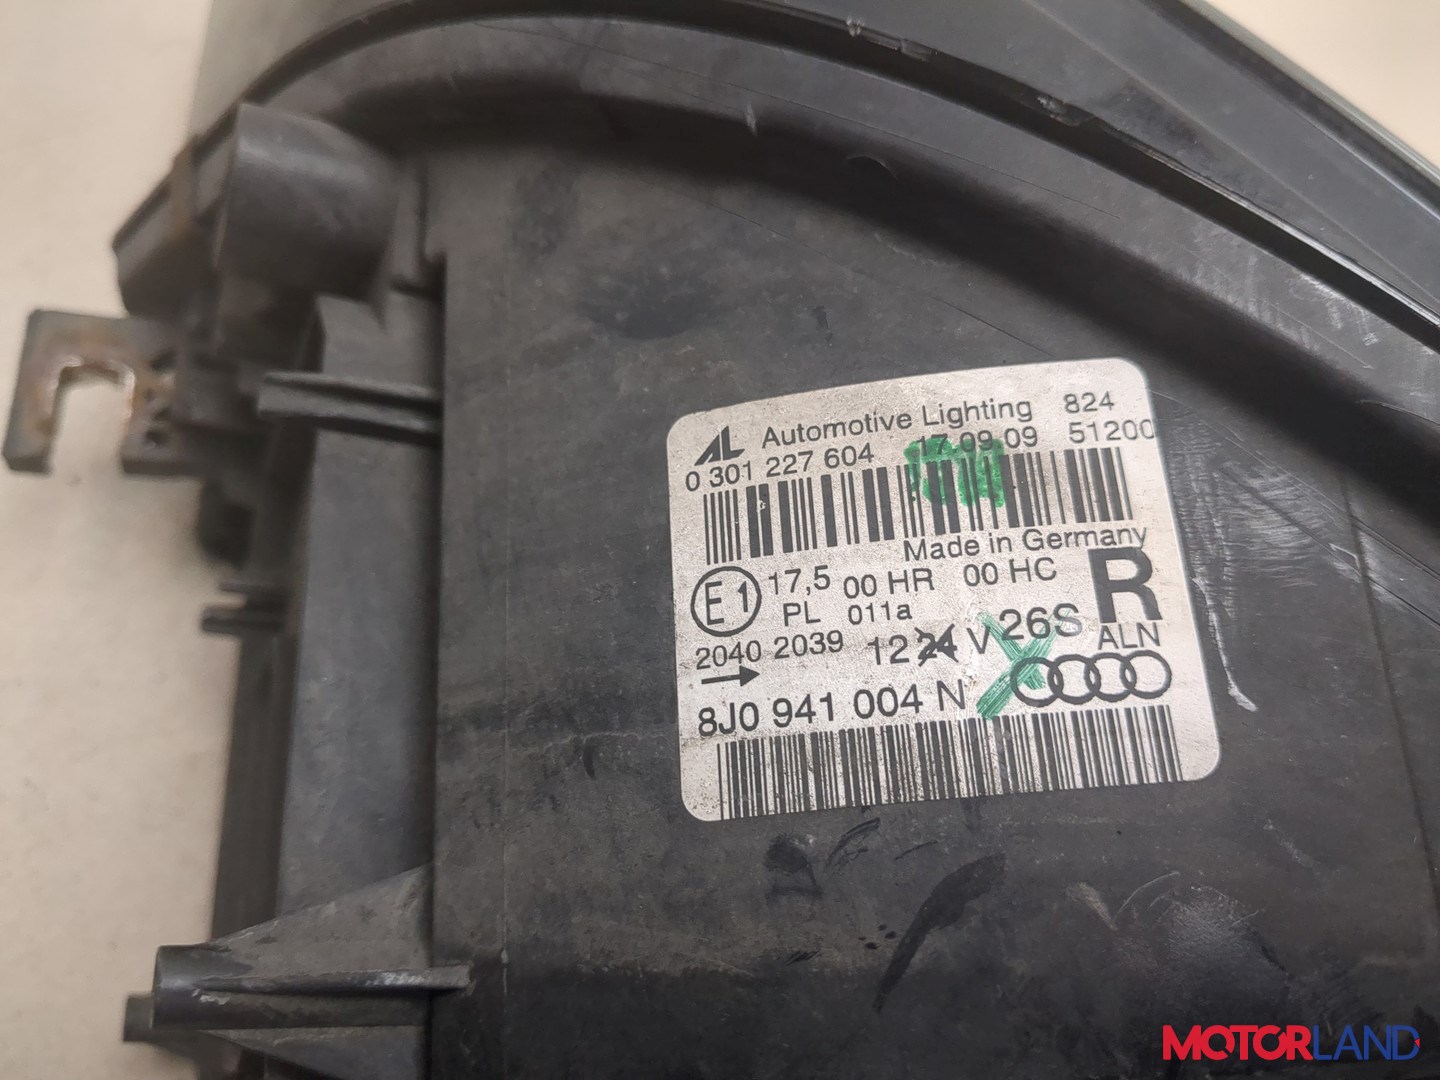 AL Automotive Lighting 824
0 301 227 604 17.09.09 51200
Made in Germany
E1 17,5 00 HR 00 HC R
PL 011a
2040 2039 12 24 V 26S ALN
→
8J0 941 004 N
MOTORLAND